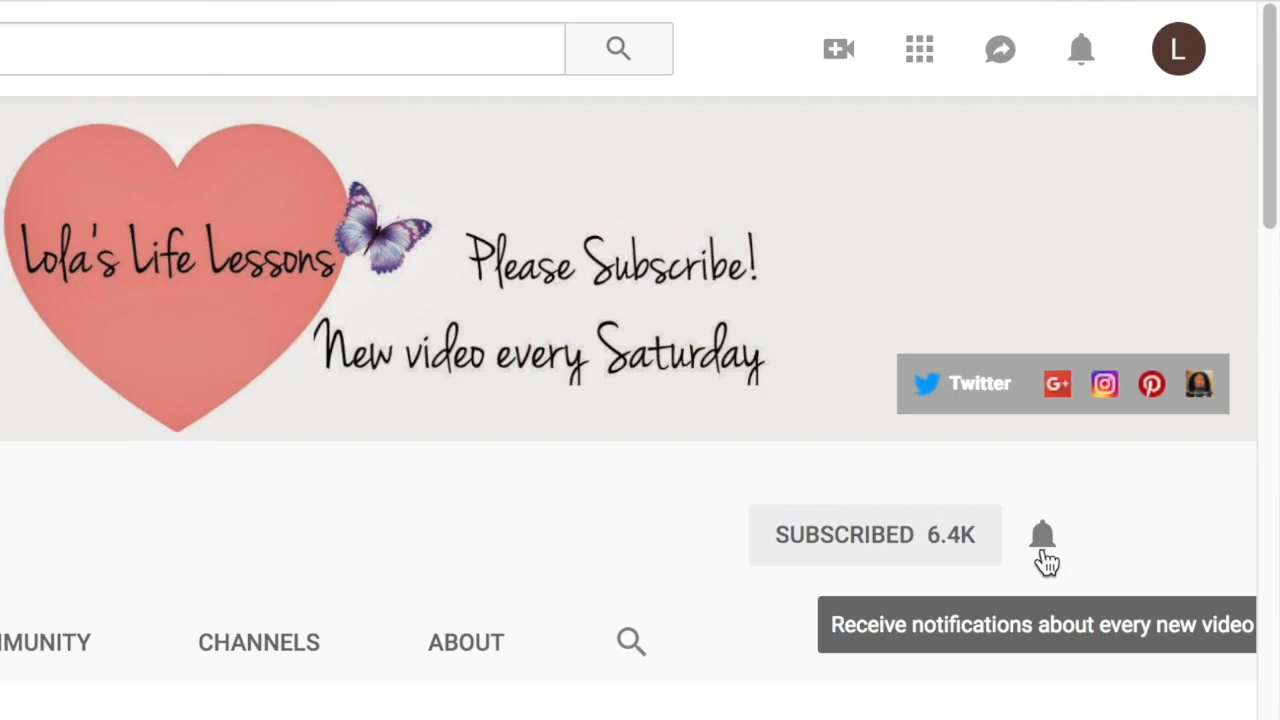 L
Lola's Life Lessons
Please Subscribe!
New video every Saturday
Twitter
G+
SUBSCRIBED 6.4K
MUNITY CHANNELS ABOUT
Receive notifications about every new video